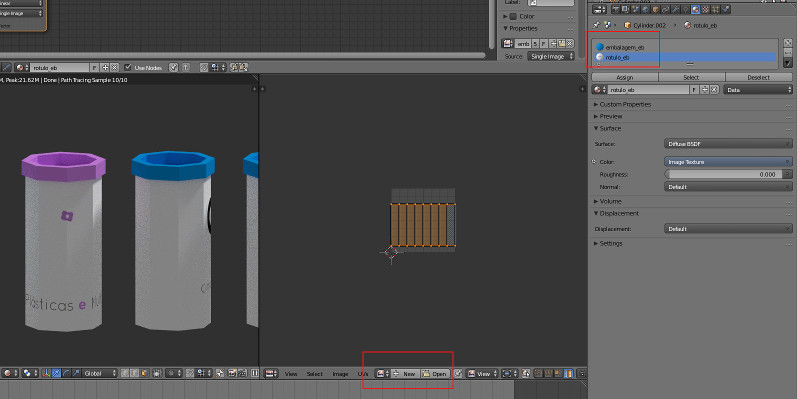 Single Image
Label:
Color
Properties
emb 5 F
Source: Single Image
rotulo_eb F Use Nodes
M, Peak:21.62M | Done | Path Tracing Sample 10/10
Plasticas e
Global
View Select Image UVs New Open View
Cylinder.002 rotulo_eb
embalagem_eb
rotulo_eb
Assign Select Deselect
rotulo_eb F Data
Custom Properties
Preview
Surface
Surface: Diffuse BSDF
Color: Image Texture
Roughness: 0.000
Normal: Default
Volume
Displacement
Displacement: Default
Settings